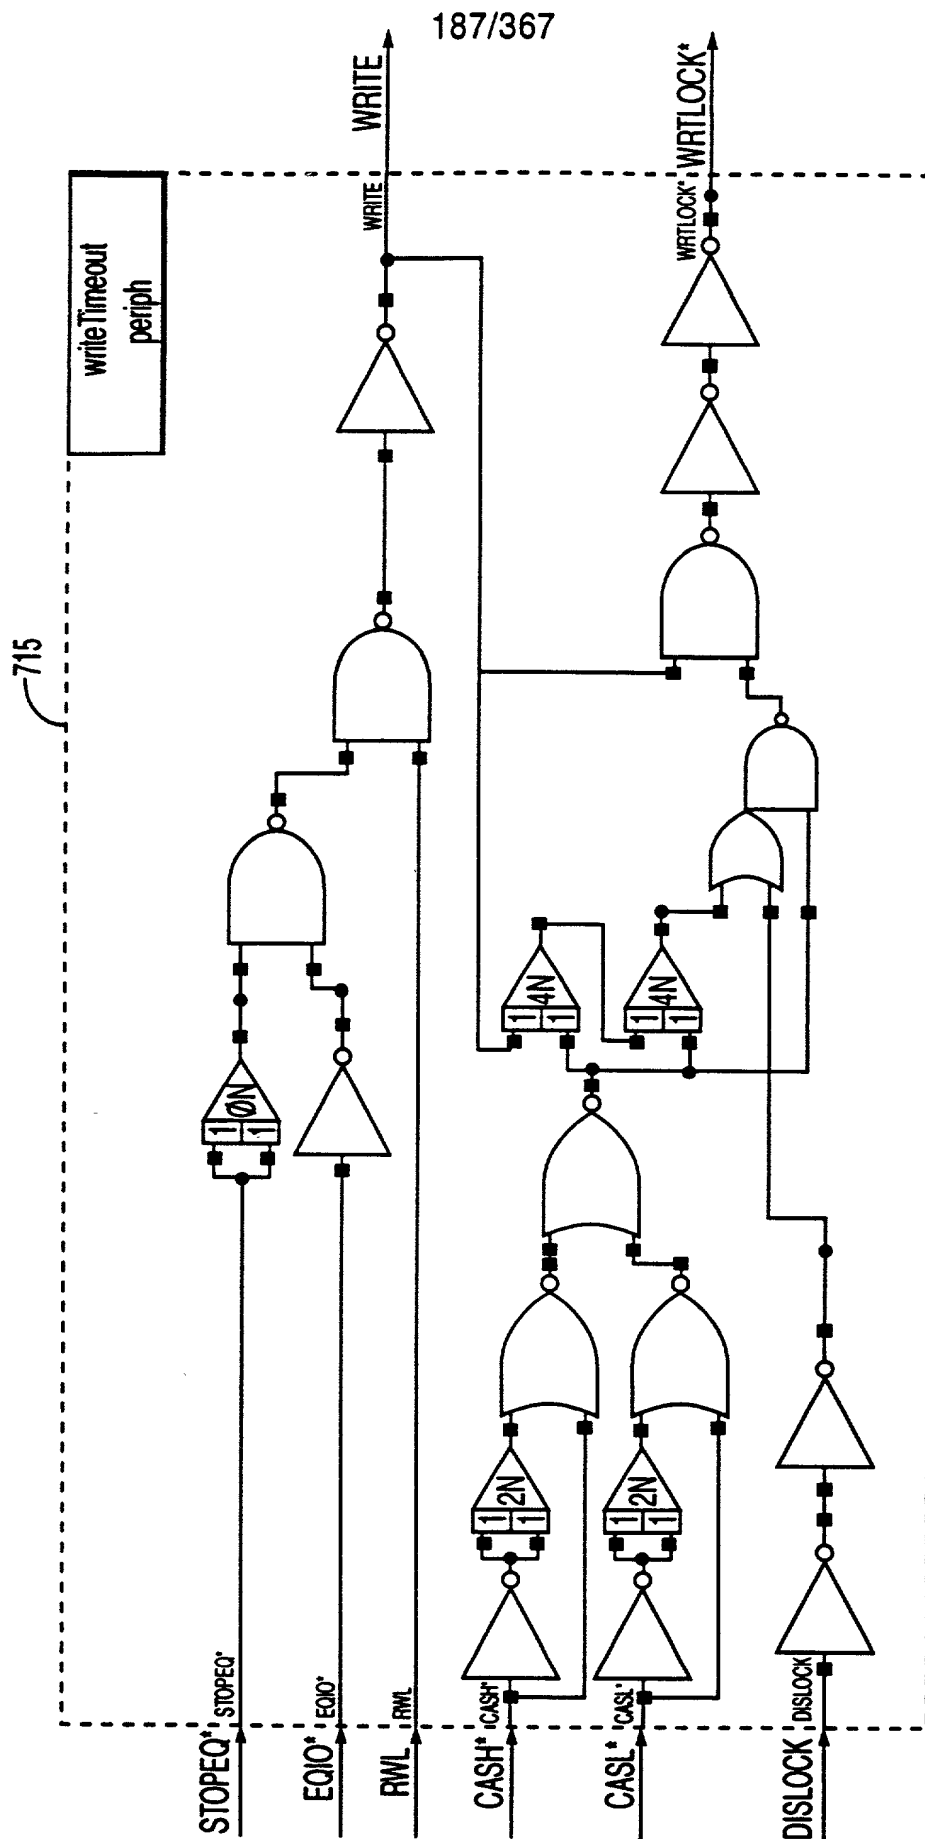 187/367
715
writeTimeout
periph
STOPEQ*
STOPEQ*
1
1
ØN
EQIO*
EQIO*
RWL
RWL
WRITE
WRITE
CASH*
CASH*
1
1
2N
CASL*
CASL*
1
1
2N
1
1
4N
1
1
4N
DISLOCK
DISLOCK
WRTLOCK*
WRTLOCK*